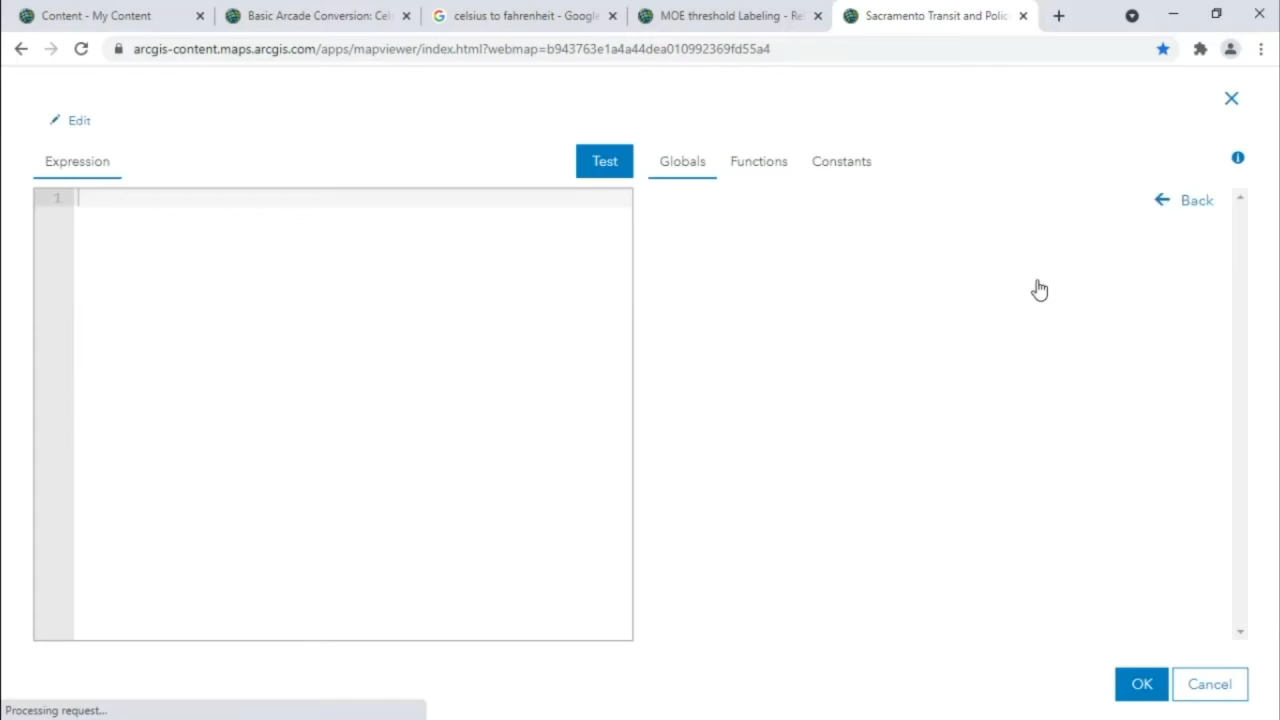 Content - My Content
Basic Arcade Conversion: Cel
celsius to fahrenheit - Google
MOE threshold Labeling - Re
Sacramento Transit and Polic
arcgis-content.maps.arcgis.com/apps/mapviewer/index.html?webmap=b943763e1a4a44dea010992369fd55a4
Edit
Expression
Test
Globals
Functions
Constants
1
Back
OK
Cancel
Processing request...